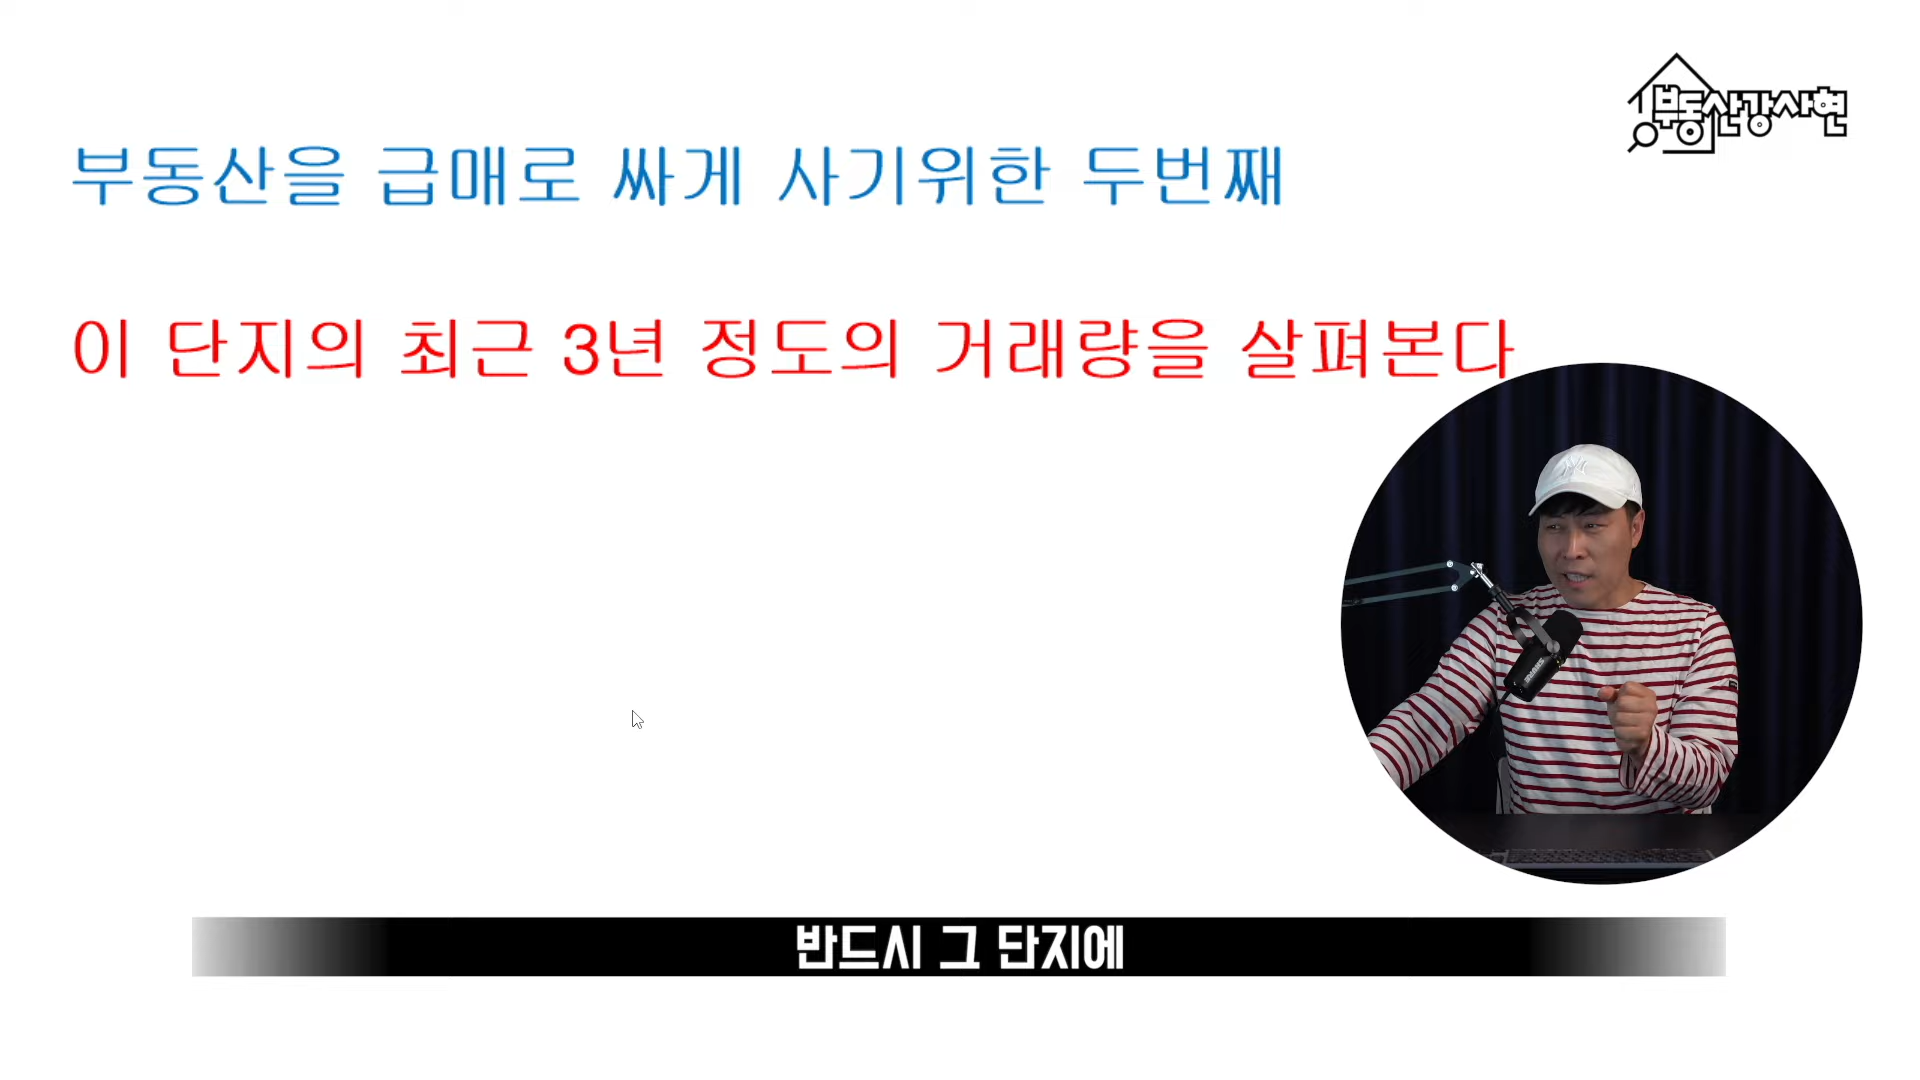 부동산강사현
부동산을 급매로 싸게 사기위한 두번째
이 단지의 최근 3년 정도의 거래량을 살펴본다
SHURE
반드시 그 단지에